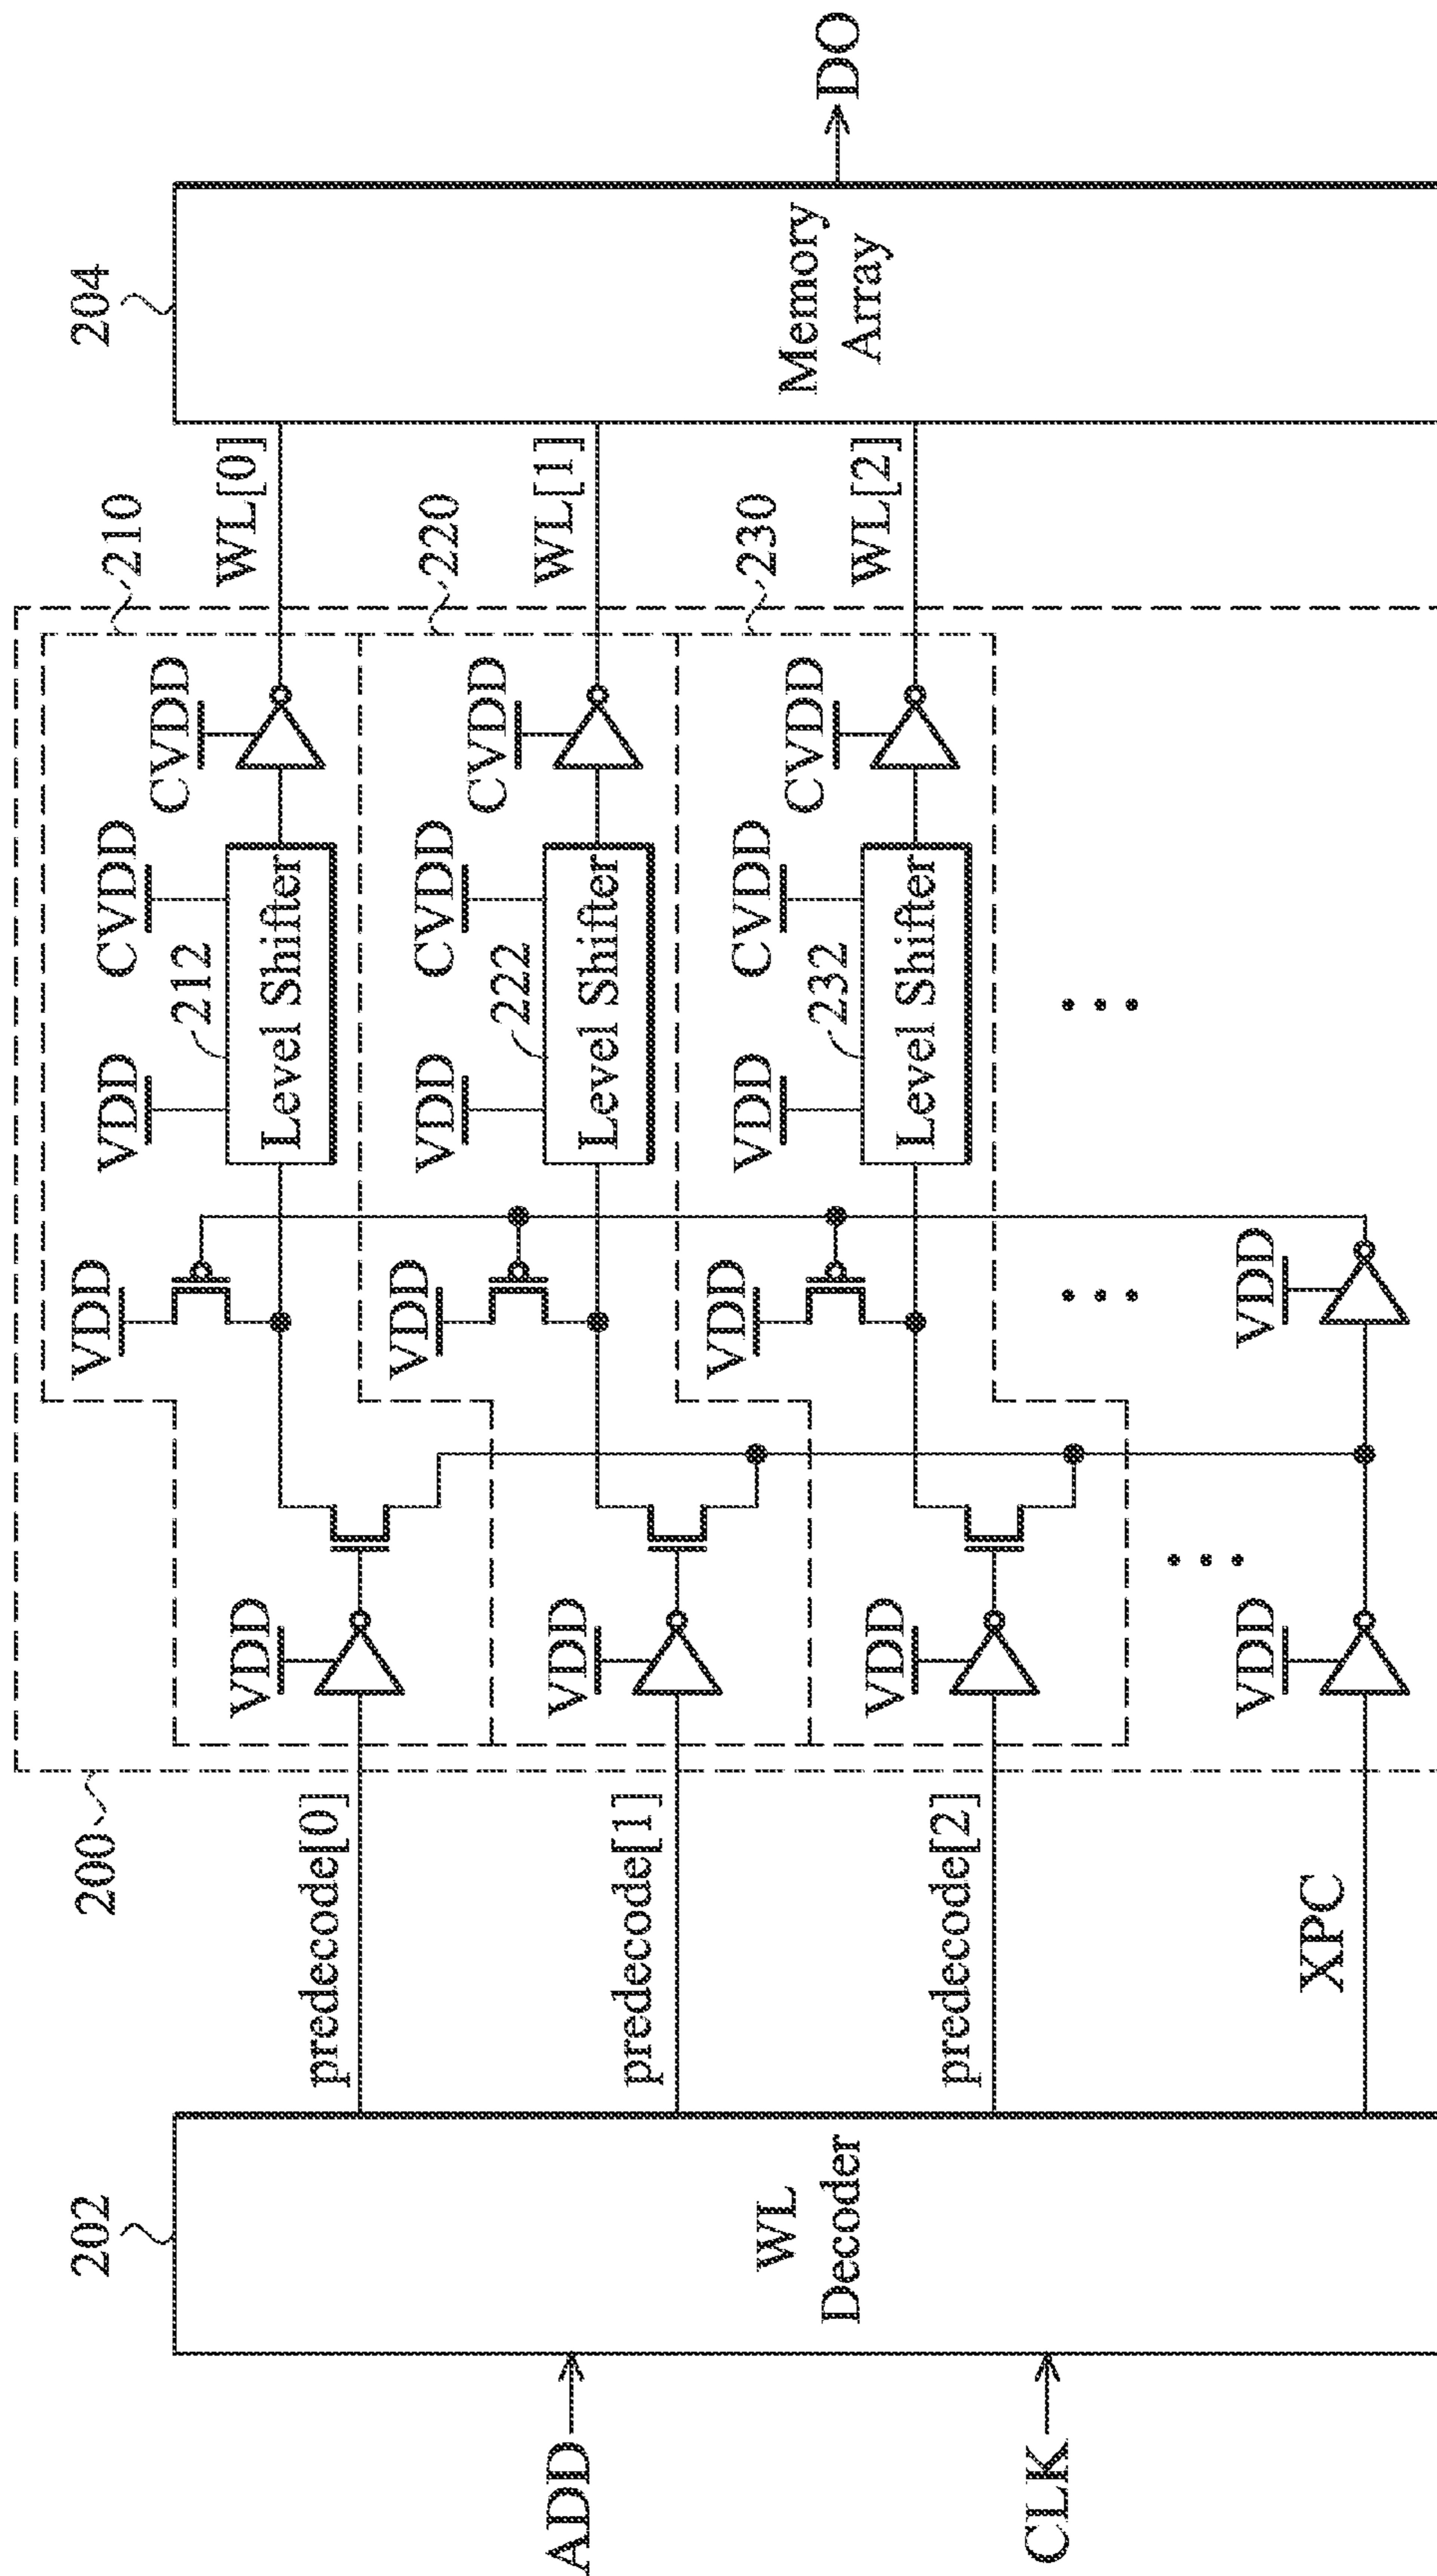 200
202
204
ADD
CLK
WL
Decoder
predecode[0]
predecode[1]
predecode[2]
XPC
210
VDD
VDD
VDD
CVDD
CVDD
212
Level Shifter
WL[0]
220
VDD
VDD
VDD
CVDD
CVDD
222
Level Shifter
WL[1]
230
VDD
VDD
VDD
CVDD
CVDD
232
Level Shifter
WL[2]
VDD
VDD
Memory
Array
DO